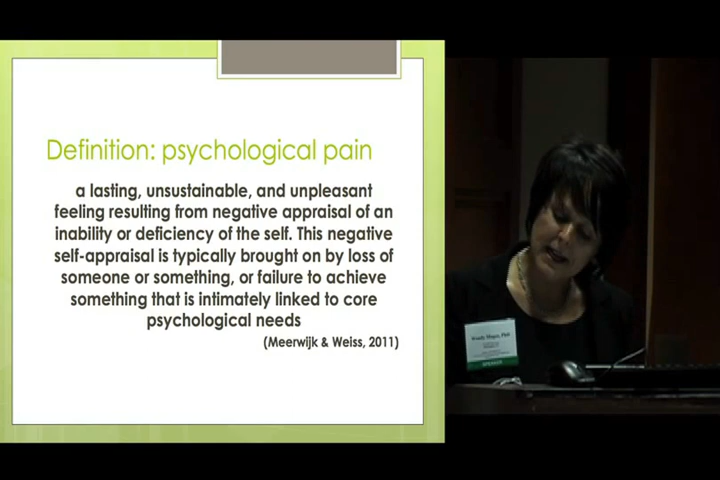 Definition: psychological pain
a lasting, unsustainable, and unpleasant
feeling resulting from negative appraisal of an
inability or deficiency of the self. This negative
self-appraisal is typically brought on by loss of
someone or something, or failure to achieve
something that is intimately linked to core
psychological needs
(Meerwijk & Weiss, 2011)
PhD
SPEAKER